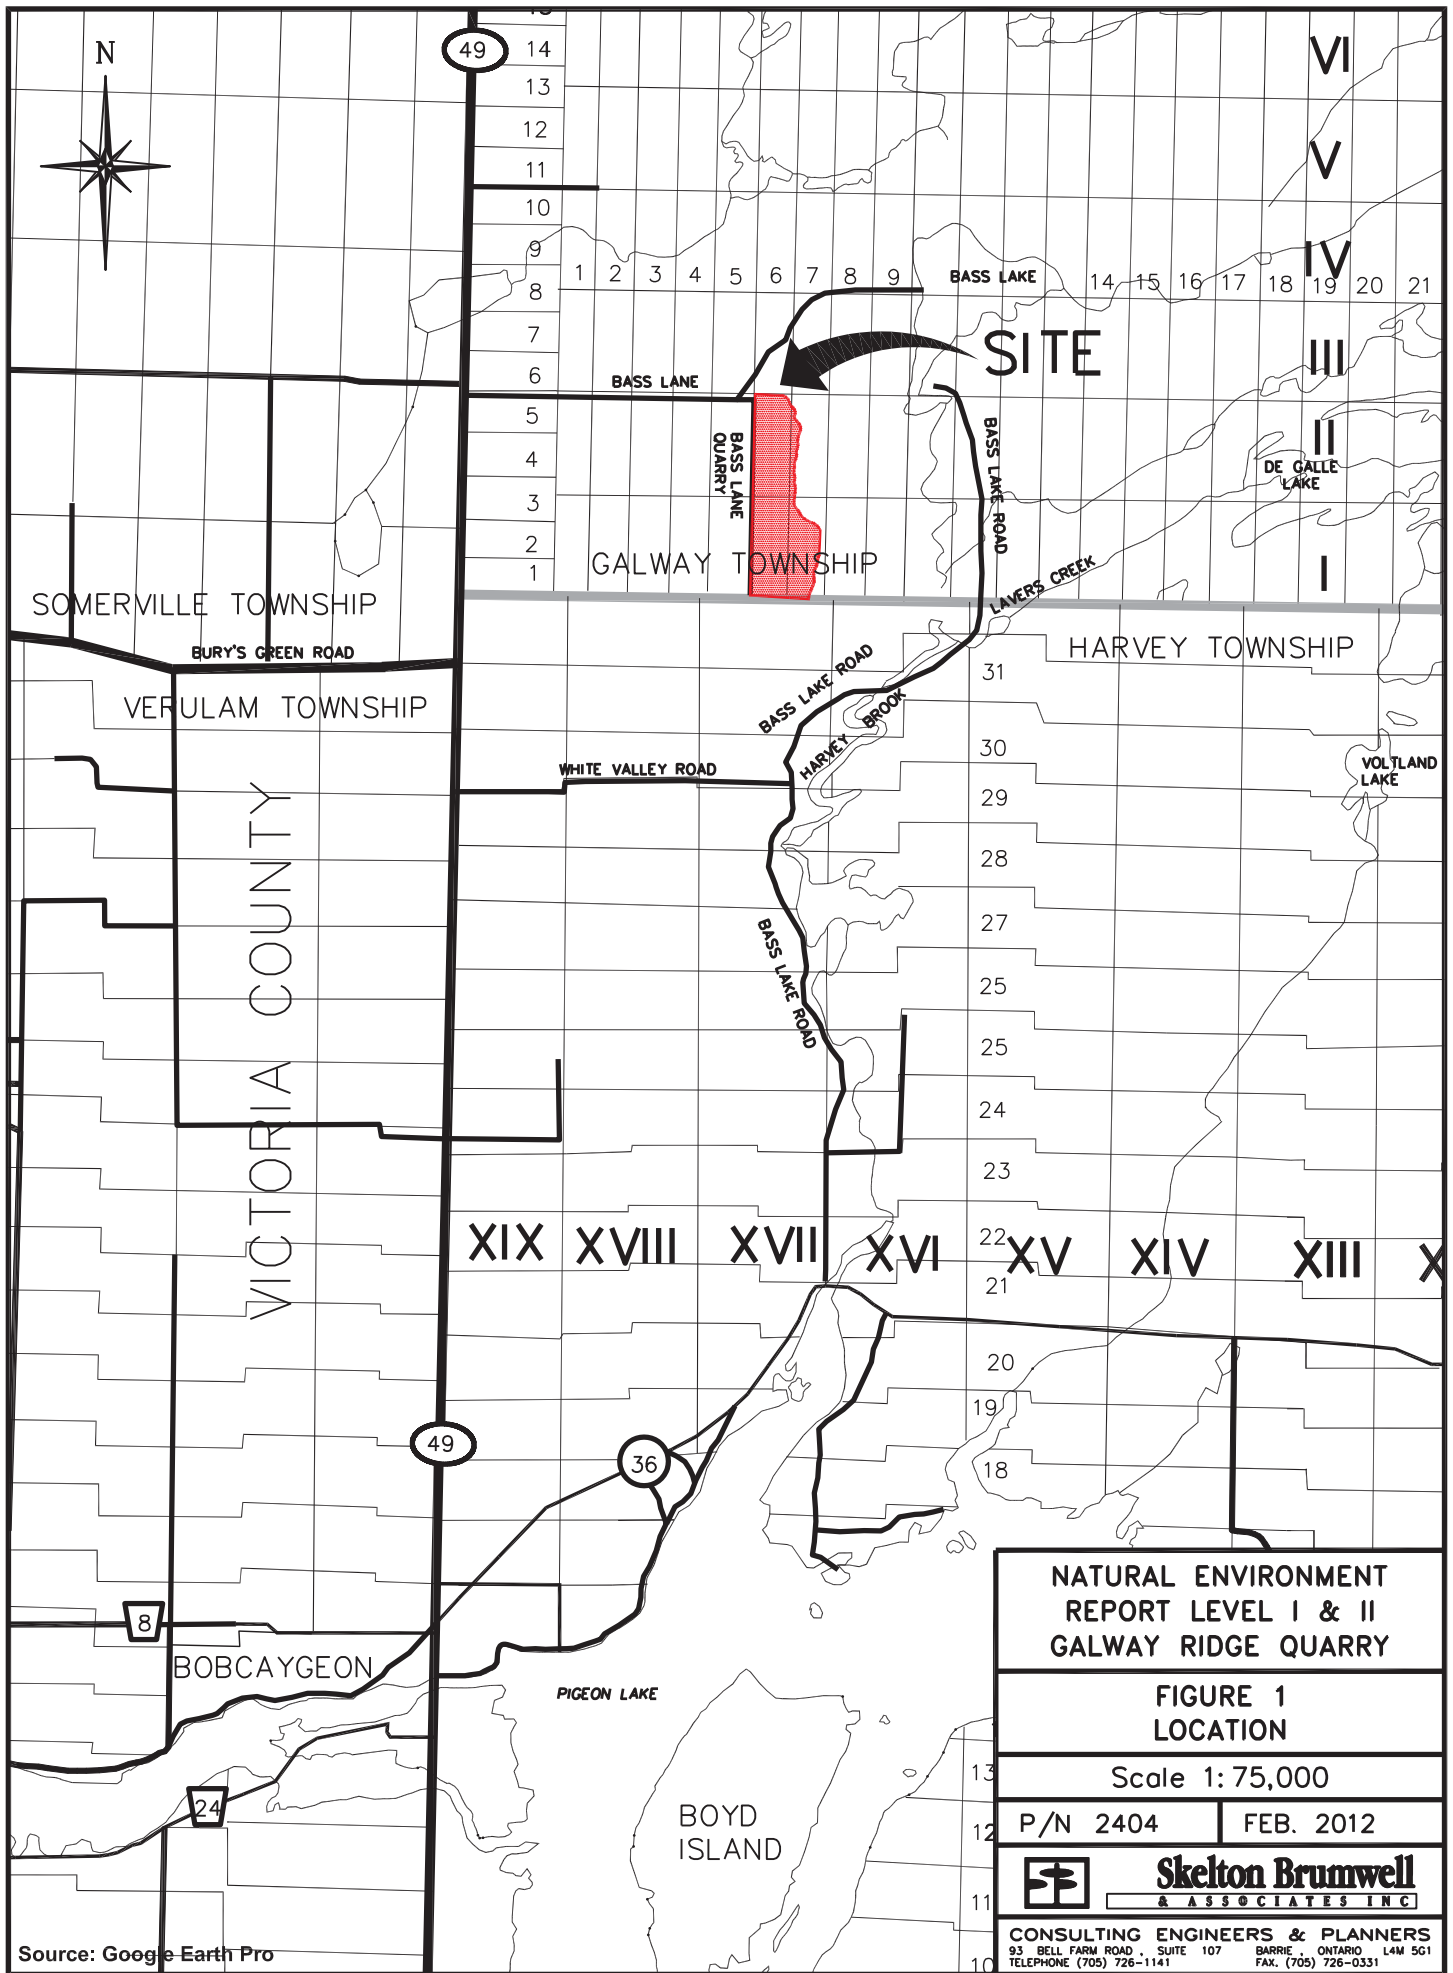 N
49
14
13
12
11
10
9
8
7
6
5
4
3
2
1
VI
V
IV
III
II
I
1 2 3 4 5 6 7 8 9
BASS LAKE
14 15 16 17 18 19 20 21
SITE
BASS LANE
BASS LANE
QUARRY
BASS LAKE ROAD
DE GALLE
LAKE
GALWAY TOWNSHIP
LAVERS CREEK
SOMERVILLE TOWNSHIP
BURY'S GREEN ROAD
HARVEY TOWNSHIP
VERULAM TOWNSHIP
BASS LAKE ROAD
HARVEY BROOK
WHITE VALLEY ROAD
VOLTLAND
LAKE
VICTORIA COUNTY
BASS LAKE ROAD
31
30
29
28
27
25
25
24
23
22
21
20
19
18
XIX XVIII XVII XVI XV XIV XIII X
49
36
8
BOBCAYGEON
PIGEON LAKE
24
BOYD
ISLAND
13
12
11
10
Source: Google Earth Pro
NATURAL ENVIRONMENT
REPORT LEVEL I & II
GALWAY RIDGE QUARRY
FIGURE 1
LOCATION
Scale 1:75,000
P/N 2404
FEB. 2012
Skelton Brumwell
& ASSOCIATES INC
CONSULTING ENGINEERS & PLANNERS
93 BELL FARM ROAD , SUITE 107 BARRIE , ONTARIO L4M 5G1
TELEPHONE (705) 726-1141 FAX. (705) 726-0331